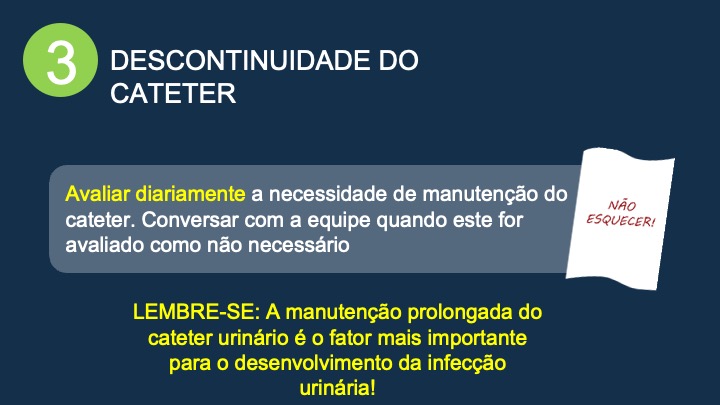 3
DESCONTINUIDADE DO
CATETER
Avaliar diariamente a necessidade de manutenção do
cateter. Conversar com a equipe quando este for
avaliado como não necessário
NÃO
ESQUECER!
LEMBRE-SE: A manutenção prolongada do
cateter urinário é o fator mais importante
para o desenvolvimento da infecção
urinária!